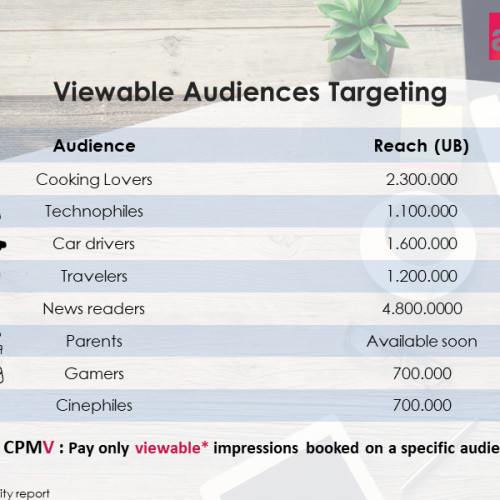 Viewable Audiences Targeting
Audience Reach (UB)
Cooking Lovers 2.300.000
Technophiles 1.100.000
Car drivers 1.600.000
Travelers 1.200.000
News readers 4.800.0000
Parents Available soon
Gamers 700.000
Cinephiles 700.000
CPMV : Pay only viewable* impressions booked on a specific audie
ity report